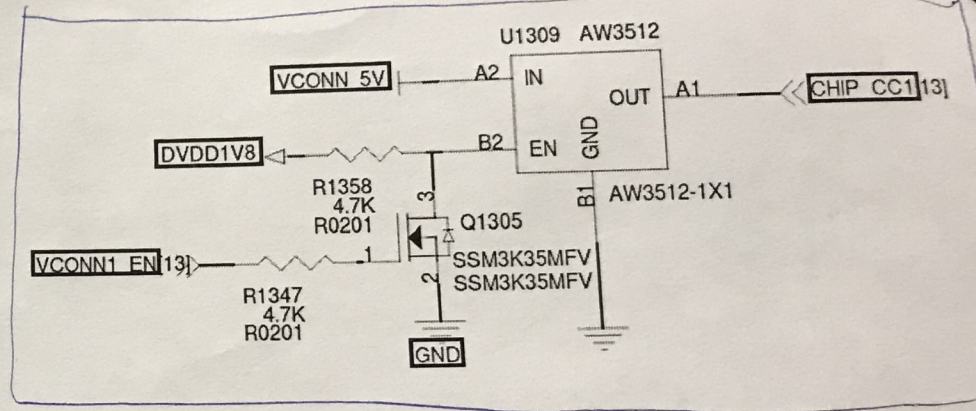 U1309 AW3512
VCONN 5V
A2
IN
OUT
A1
CHIP CC1 13]
DVDD1V8
B2
EN
GND
R1358
4.7K
R0201
3
B1
AW3512-1X1
Q1305
VCONN1 EN[13]
1
SSM3K35MFV
SSM3K35MFV
2
R1347
4.7K
R0201
GND